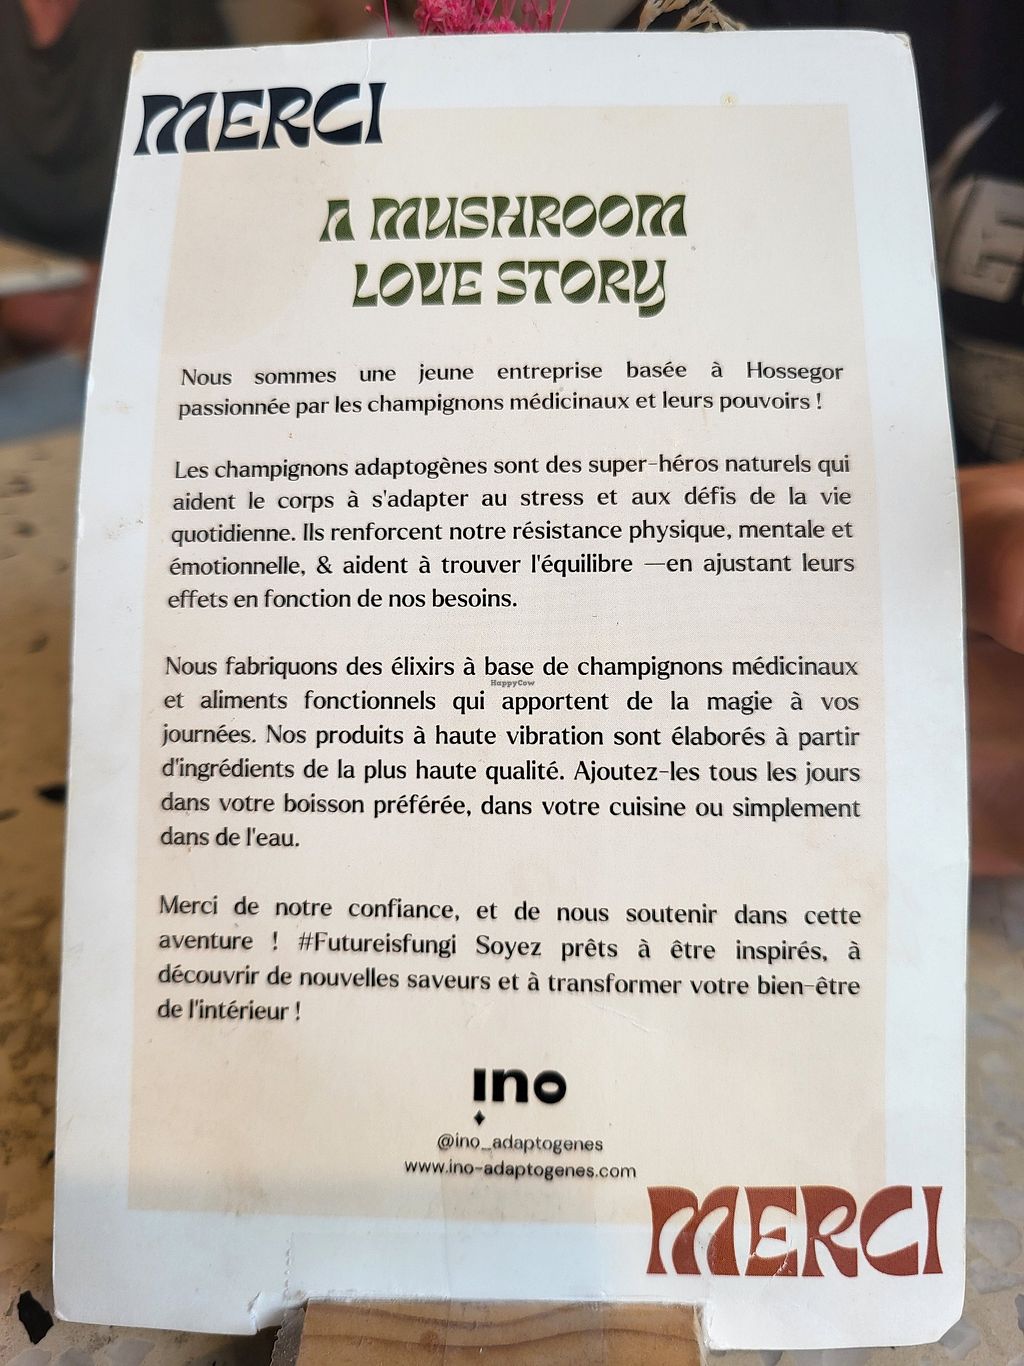 MERCI
A MUSHROOM
LOVE STORY
Nous sommes une jeune entreprise basée à Hossegor
passionnée par les champignons médicinaux et leurs pouvoirs !
Les champignons adaptogènes sont des super-héros naturels qui
aident le corps à s'adapter au stress et aux défis de la vie
quotidienne. Ils renforcent notre résistance physique, mentale et
émotionnelle, & aident à trouver l'équilibre —en ajustant leurs
effets en fonction de nos besoins.
Nous fabriquons des élixirs à base de champignons médicinaux
HappyCow
et aliments fonctionnels qui apportent de la magie à vos
journées. Nos produits à haute vibration sont élaborés à partir
d'ingrédients de la plus haute qualité. Ajoutez-les tous les jours
dans votre boisson préférée, dans votre cuisine ou simplement
dans de l'eau.
Merci de notre confiance, et de nous soutenir dans cette
aventure ! #Futureisfungi Soyez prêts à être inspirés, à
découvrir de nouvelles saveurs et à transformer votre bien-être
de l'intérieur !
ino
@ino_adaptogenes
www.ino-adaptogenes.com
MERCI